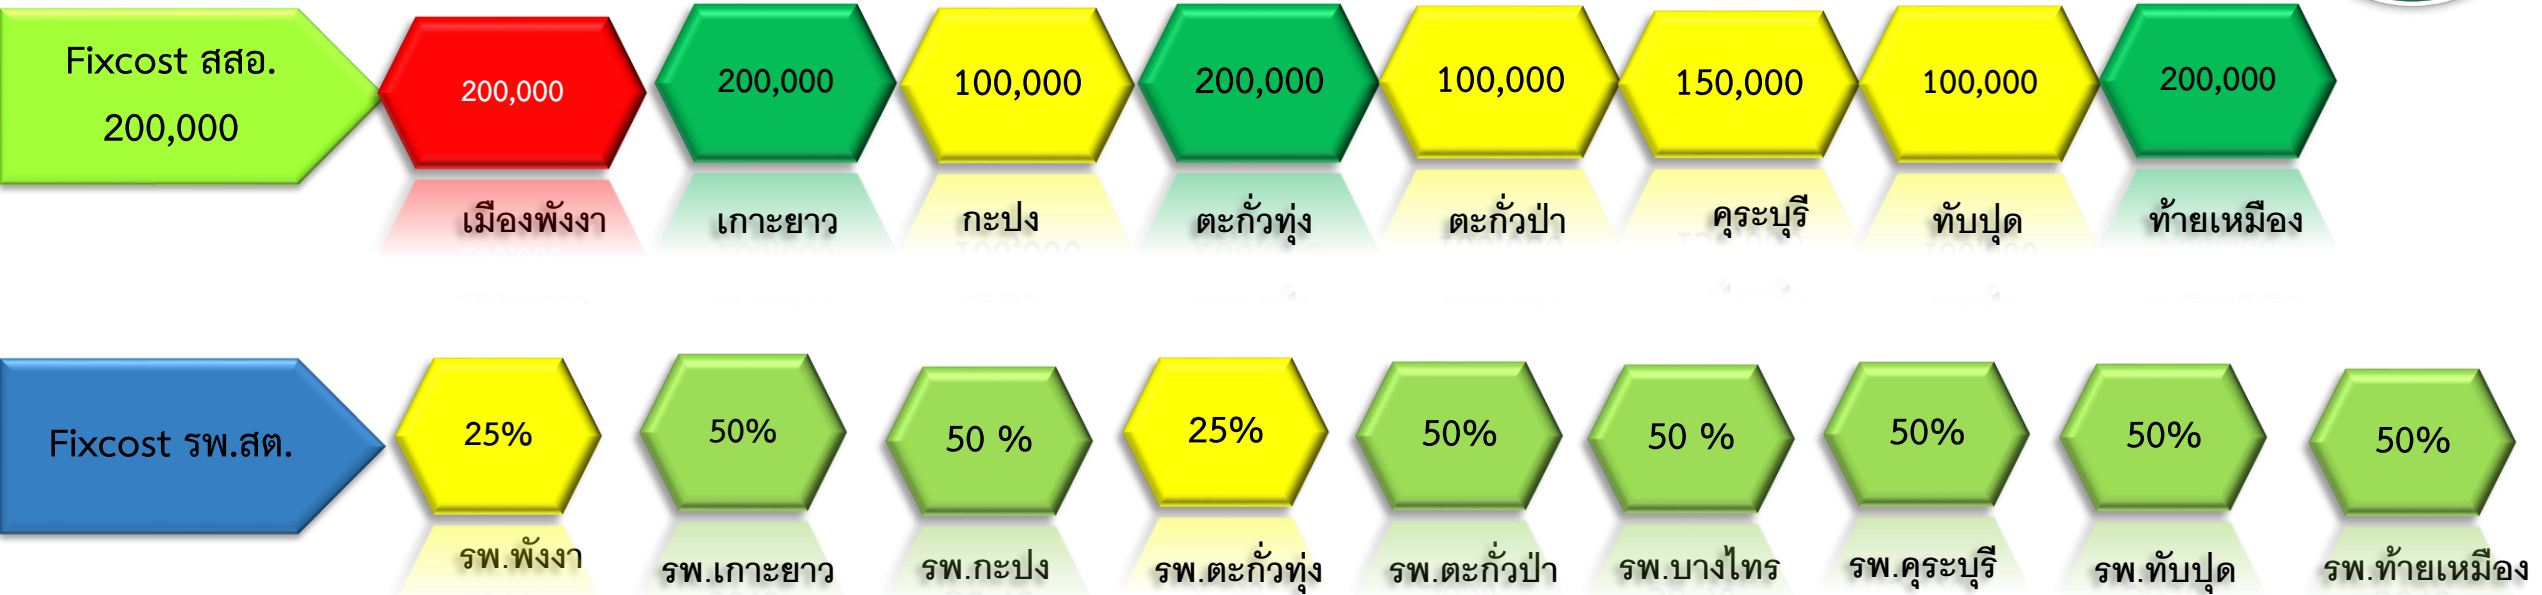 Fixcost สสอ.
200,000
200,000
200,000
100,000
200,000
100,000
150,000
100,000
200,000
เมืองพังงา
เกาะยาว
กะปง
ตะกั่วทุ่ง
ตะกั่วป่า
คุระบุรี
ทับปุด
ท้ายเหมือง
Fixcost รพ.สต.
25%
50%
50 %
25%
50%
50 %
50%
50%
50%
รพ.พังงา
รพ.เกาะยาว
รพ.กะปง
รพ.ตะกั่วทุ่ง
รพ.ตะกั่วป่า
รพ.บางไทร
รพ.คุระบุรี
รพ.ทับปุด
รพ.ท้ายเหมือง